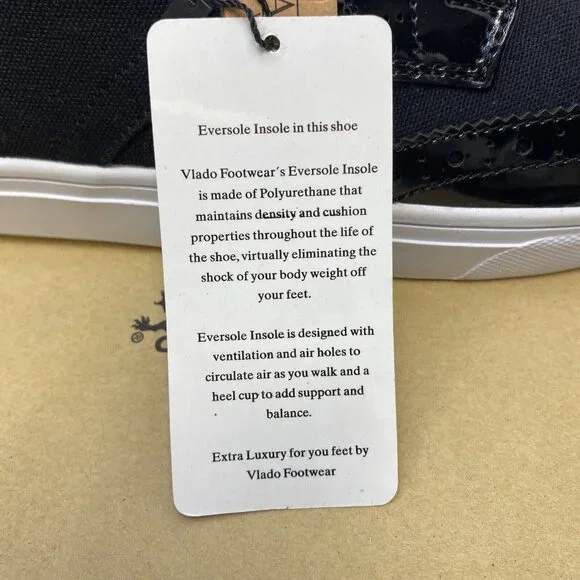 Eversole Insole in this shoe
Vlado Footwear´s Eversole Insole
is made of Polyurethane that
maintains density and cushion
properties throughout the life of
the shoe, virtually eliminating the
shock of your body weight off
your feet.
Eversole Insole is designed with
ventilation and air holes to
circulate air as you walk and a
heel cup to add support and
balance.
Extra Luxury for you feet by
Vlado Footwear